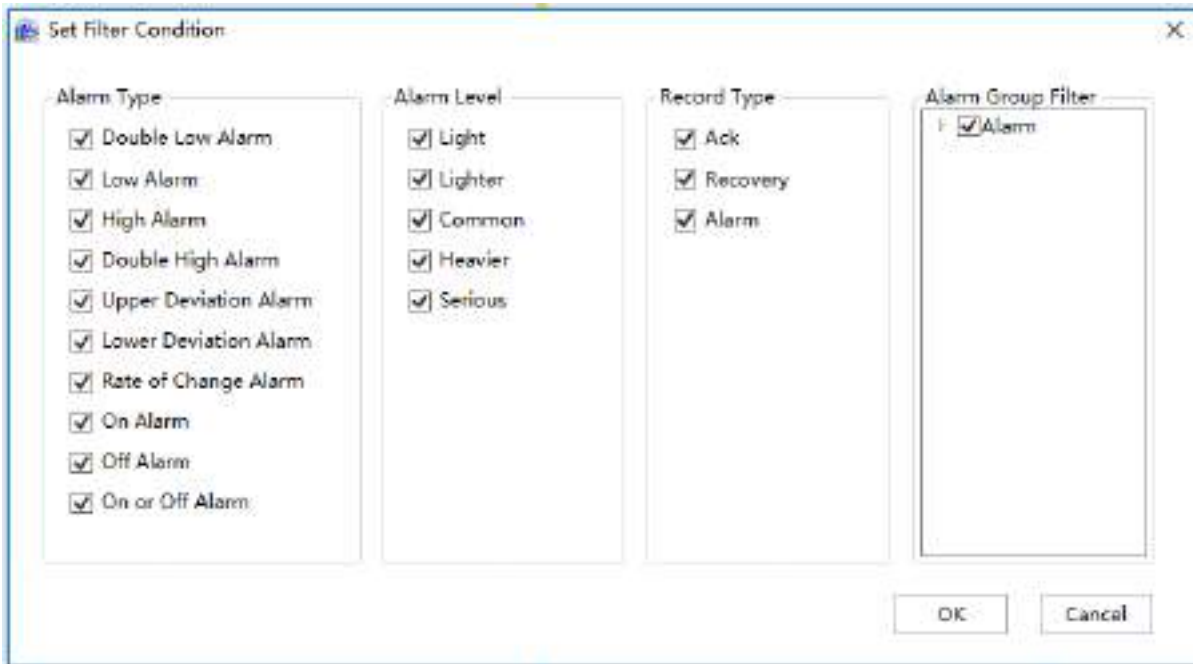 Set Filter Condition
Alarm Type
Double Low Alarm
Low Alarm
High Alarm
Double High Alarm
Upper Deviation Alarm
Lower Deviation Alarm
Rate of Change Alarm
On Alarm
Off Alarm
On or Off Alarm
Alarm Level
Light
Lighter
Common
Heavier
Serious
Record Type
Ack
Recovery
Alarm
Alarm Group Filter
Alarm
OK
Cancel